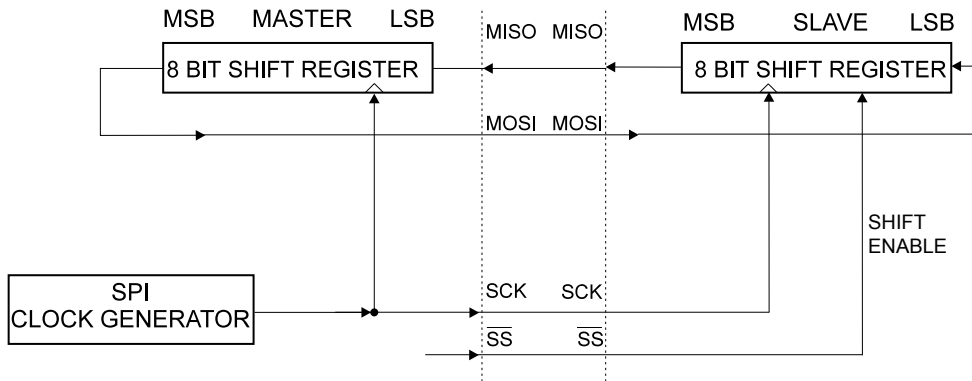 MSB MASTER LSB
MISO MISO
MSB SLAVE LSB
8 BIT SHIFT REGISTER
8 BIT SHIFT REGISTER
MOSI MOSI
SHIFT
ENABLE
SPI
CLOCK GENERATOR
SCK SCK
SS SS